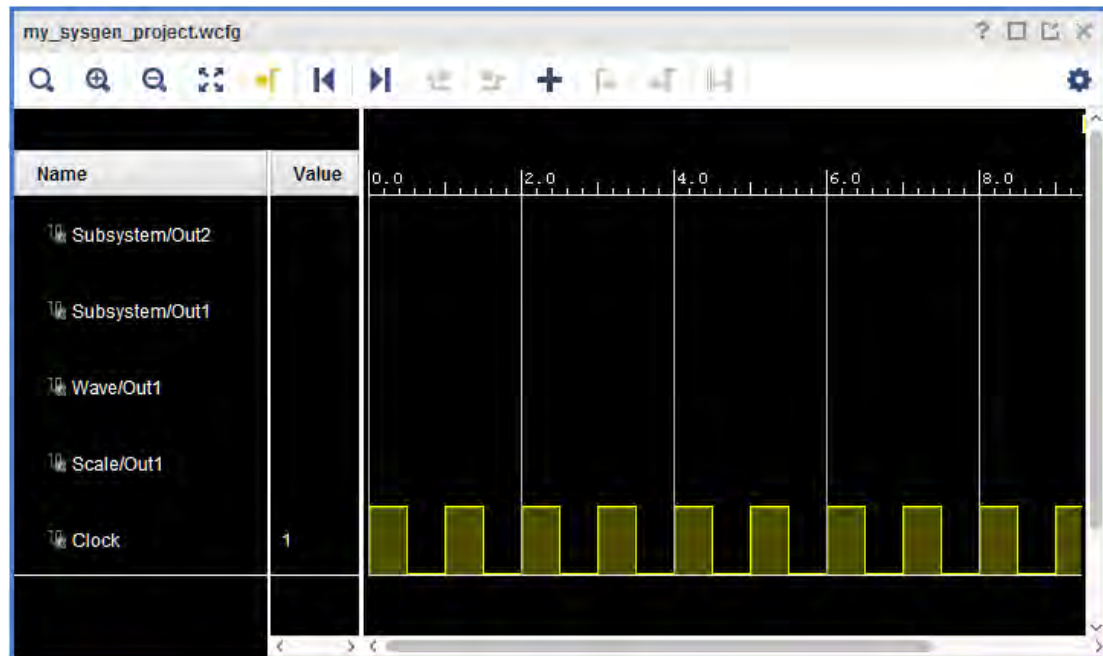 my_sysgen_project.wcfg
?
Name Value 0.0 2.0 4.0 6.0 8.0
Subsystem/Out2
Subsystem/Out1
Wave/Out1
Scale/Out1
Clock 1